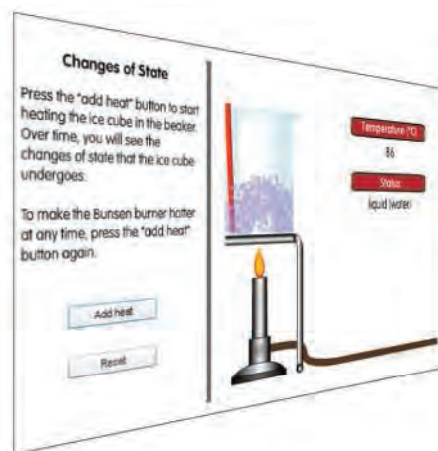 Changes of State
Press the "add heat" button to start
heating the ice cube in the beaker.
Over time, you will see the
changes of state that the ice cube
undergoes.
To make the Bunsen burner hotter
at any time, press the "add heat"
button again.
Add heat
Reset
Temperature (°C)
86
Status
liquid (water)